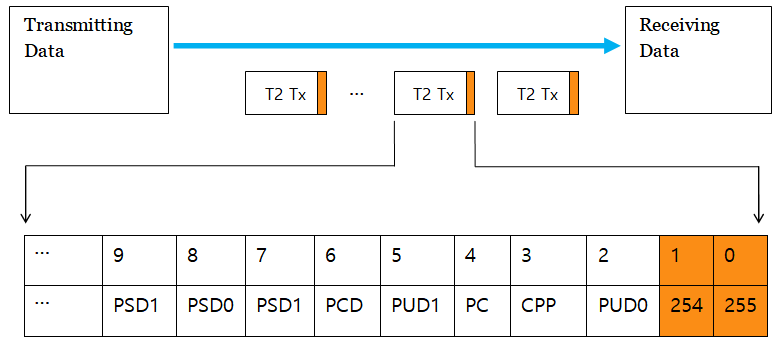 Transmitting
Data
Receiving
Data
T2 Tx ... T2 Tx T2 Tx
... 9 8 7 6 5 4 3 2 1 0
... PSD1 PSD0 PSD1 PCD PUD1 PC CPP PUD0 254 255